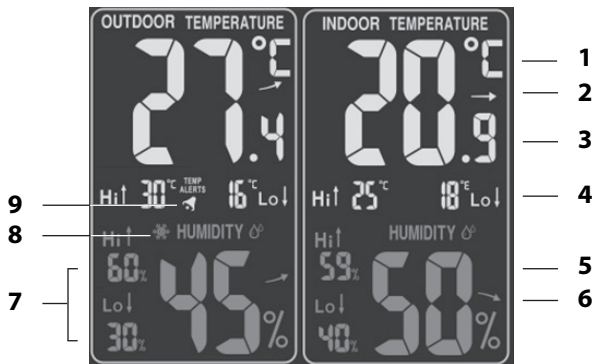 OUTDOOR TEMPERATURE
27.4 °C
Hi↑ 30°C TEMP ALERTS 16°C Lo↓
HUMIDITY
Hi↑
60%
Lo↓
30%
45%
INDOOR TEMPERATURE
20.9 °C
Hi↑ 25°C 18°E Lo↓
HUMIDITY
Hi↑
59%
Lo↓
40%
50%
1
2
3
4
5
6
7
8
9